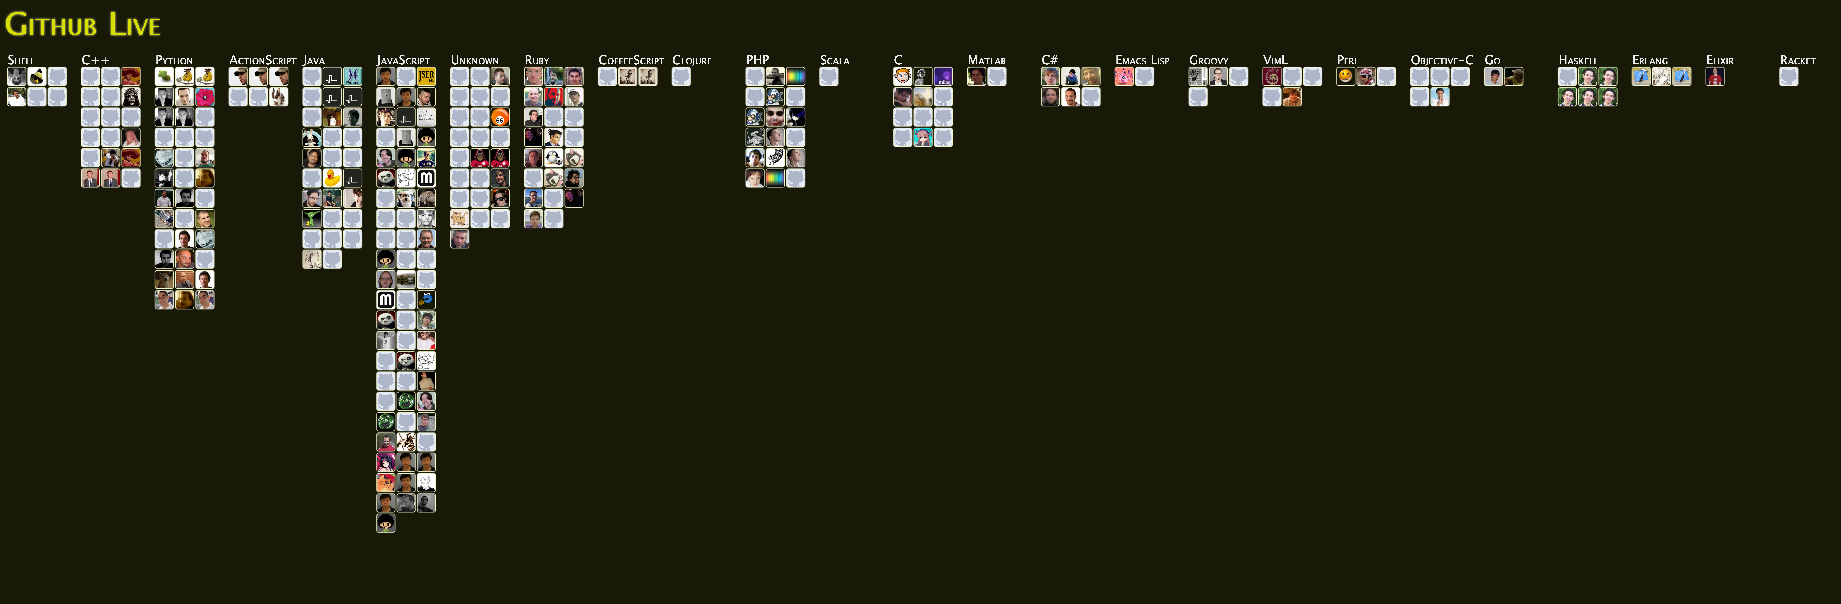 Github Live
Shell C++ Python ActionScript Java JavaScript Unknown Ruby CoffeeScript Clojure PHP Scala C Matlab C# Emacs Lisp Groovy VimL Perl Objective-C Go Haskell Erlang Elixir Racket
JSER